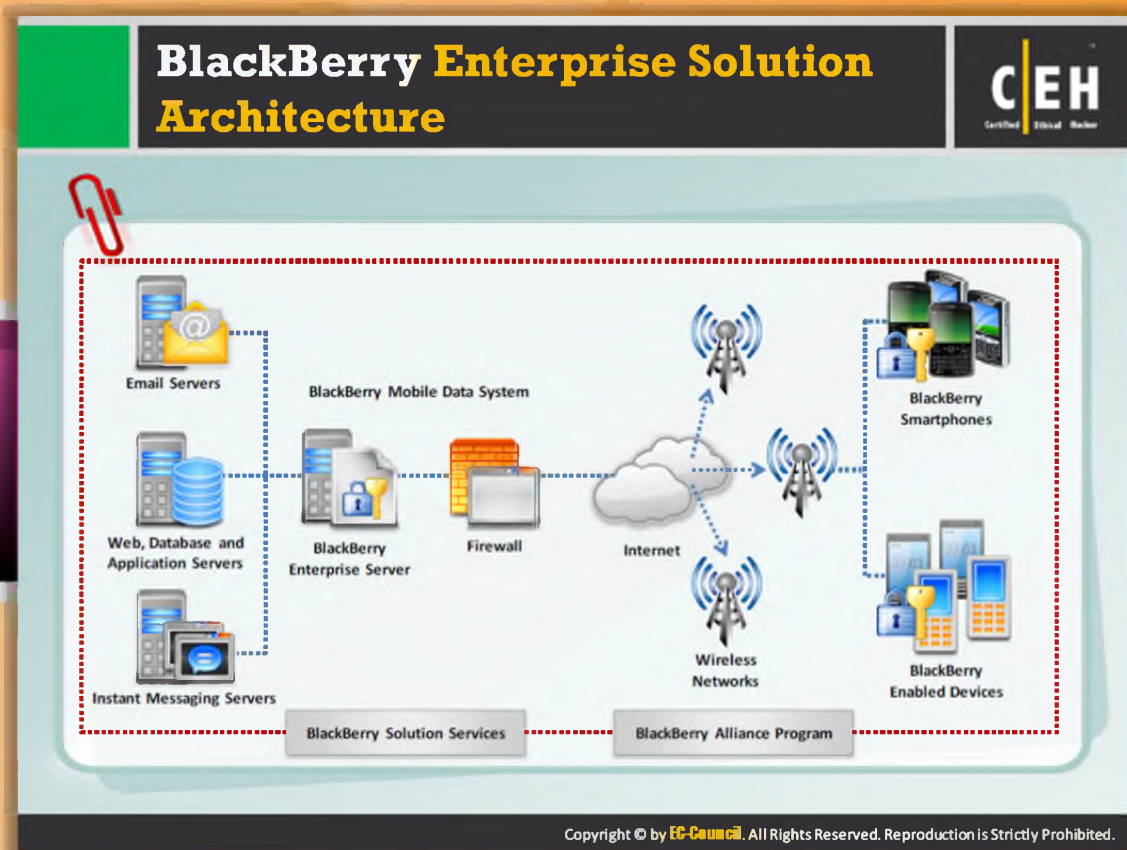 BlackBerry Enterprise Solution
Architecture
CEH
Certified Ethical Hacker
Email Servers
BlackBerry Mobile Data System
BlackBerry
Smartphones
Web, Database and
Application Servers
BlackBerry
Enterprise Server
Firewall
Internet
Wireless
Networks
BlackBerry
Enabled Devices
Instant Messaging Servers
BlackBerry Solution Services
BlackBerry Alliance Program
Copyright © by EC-Council. All Rights Reserved. Reproduction is Strictly Prohibited.